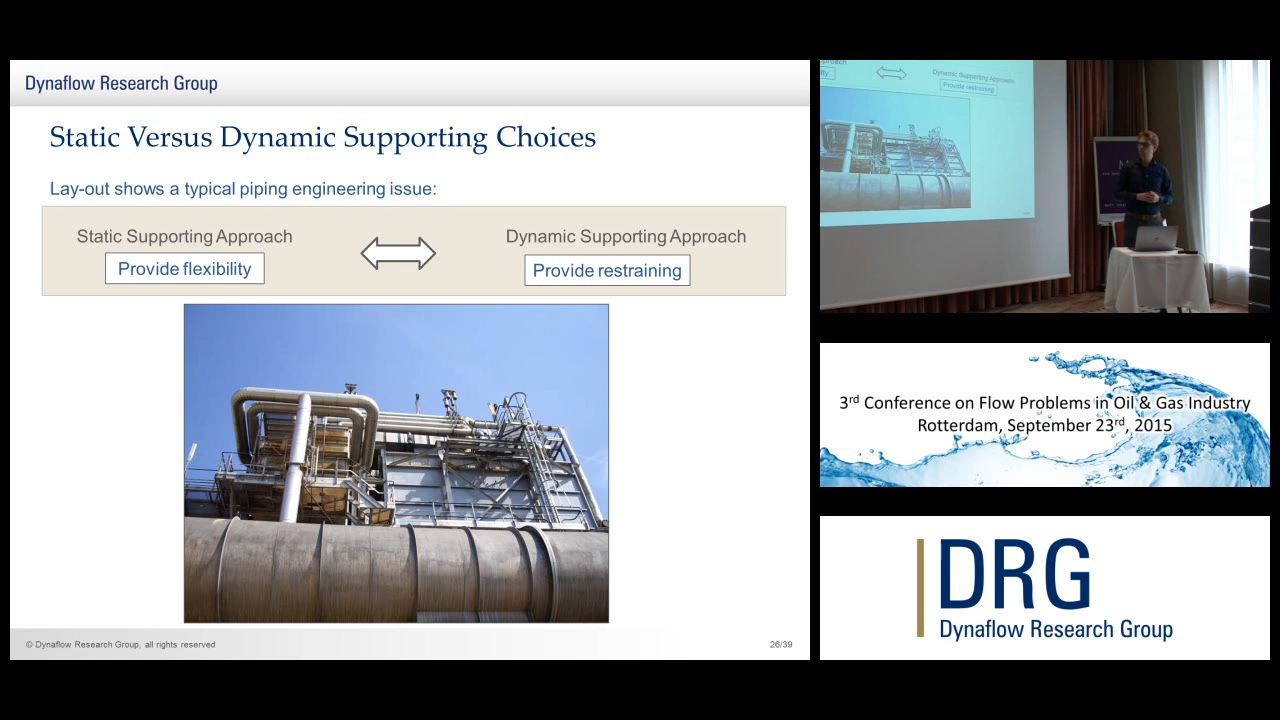 Dynaflow Research Group
Static Versus Dynamic Supporting Choices
Lay-out shows a typical piping engineering issue:
Static Supporting Approach
Provide flexibility
Dynamic Supporting Approach
Provide restraining
© Dynaflow Research Group, all rights reserved
26/39
Dynamic Supporting Approach
Provide restraining
3rd Conference on Flow Problems in Oil & Gas Industry
Rotterdam, September 23rd, 2015
DRG
Dynaflow Research Group